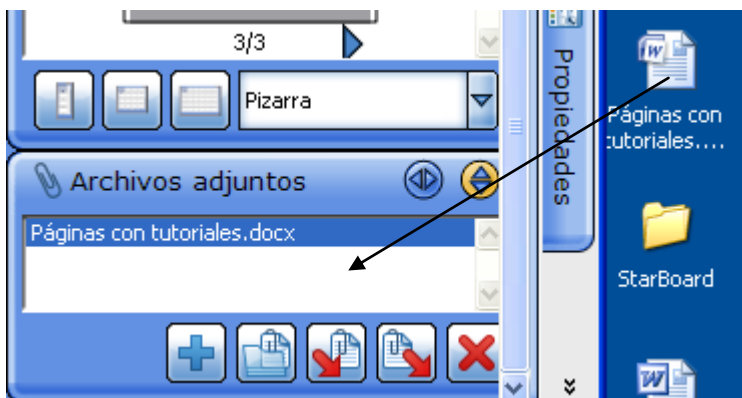 3/3
Pizarra
Propiedades
Archivos adjuntos
Páginas con tutoriales.docx
Páginas con
tutoriales....
StarBoard